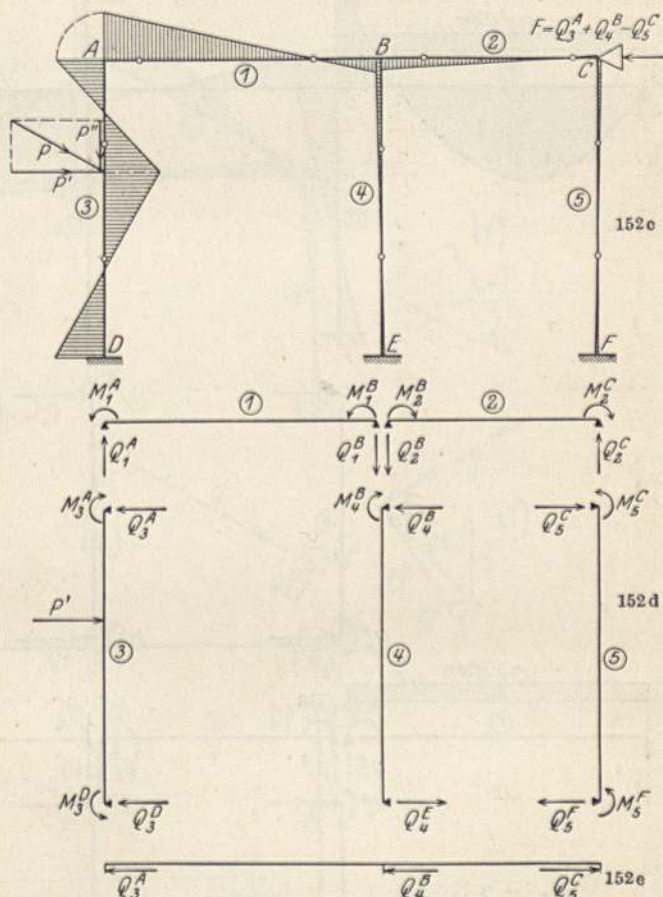 F=Q₃ᴬ+Q₄ᴮ-Q₅ꟲ
A ① B ② C
P" P P'
③ ④ ⑤
152c
D E F
M₁ᴬ ① M₁ᴮ M₂ᴮ ② M₂ꟲ
Q₁ᴬ Q₁ᴮ Q₂ᴮ Q₂ꟲ
M₃ᴬ Q₃ᴬ M₄ᴮ Q₄ᴮ Q₅ꟲ M₅ꟲ
P' 152d
③ ④ ⑤
M₃ᴰ Q₃ᴰ Q₄ᴱ Q₅ᶠ M₅ᶠ
Q₃ᴬ Q₄ᴮ Q₅ꟲ 152e